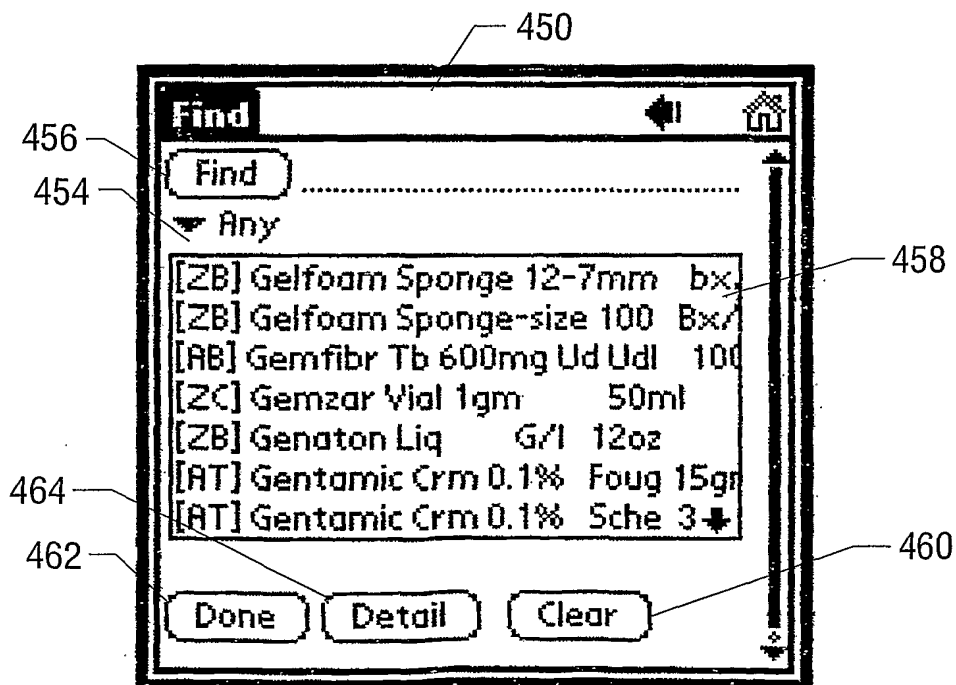 450
Find
456
Find
454
Any
458
[ZB] Gelfoam Sponge 12-7mm bx.
[ZB] Gelfoam Sponge-size 100 Bx/
[AB] Gemfibr Tb 600mg Ud Udl 100
[ZC] Gemzar Vial 1gm 50ml
[ZB] Genaton Liq G/l 12oz
[AT] Gentamic Crm 0.1% Foug 15gm
[AT] Gentamic Crm 0.1% Sche 3
464
462
460
Done Detail Clear